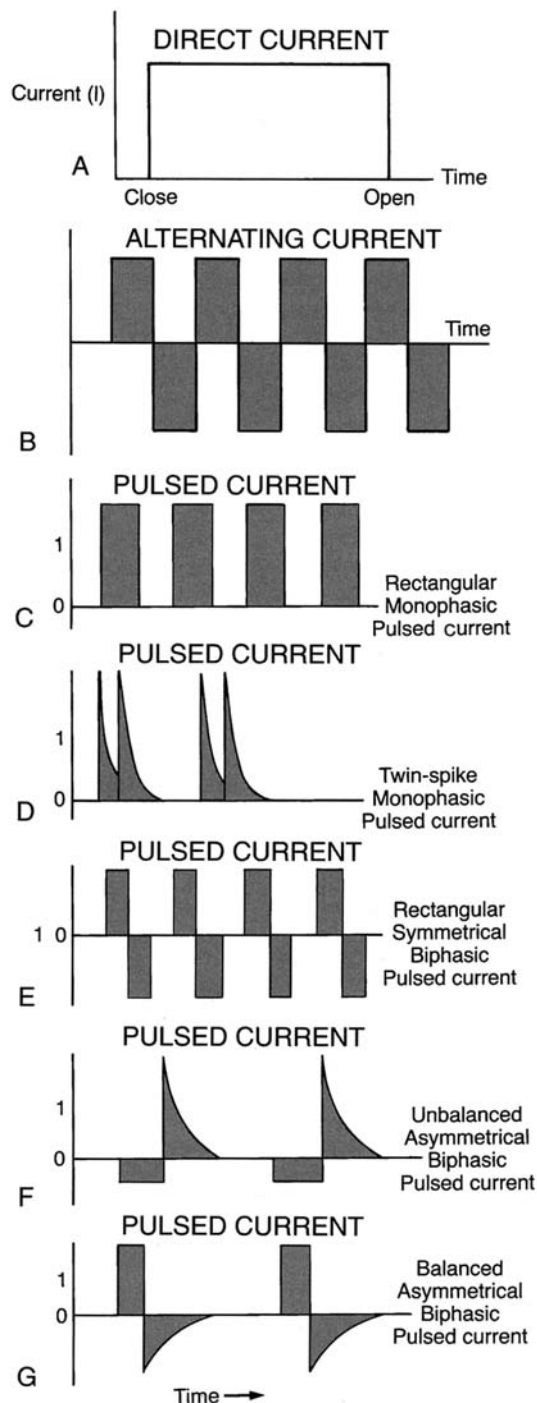 DIRECT CURRENT
Current (I)
A
Time
Close Open
ALTERNATING CURRENT
Time
B
PULSED CURRENT
1
0
Rectangular
Monophasic
Pulsed current
C
PULSED CURRENT
1
0
Twin-spike
Monophasic
Pulsed current
D
PULSED CURRENT
1 0
Rectangular
Symmetrical
Biphasic
Pulsed current
E
PULSED CURRENT
1
0
Unbalanced
Asymmetrical
Biphasic
Pulsed current
F
PULSED CURRENT
1
0
Balanced
Asymmetrical
Biphasic
Pulsed current
G
Time